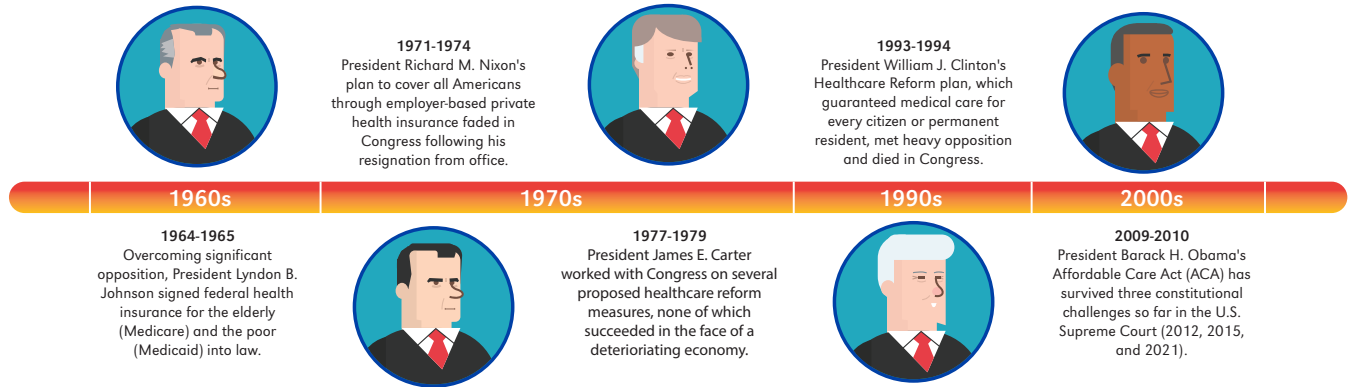 1971-1974
President Richard M. Nixon's
plan to cover all Americans
through employer-based private
health insurance faded in
Congress following his
resignation from office.
1993-1994
President William J. Clinton's
Healthcare Reform plan, which
guaranteed medical care for
every citizen or permanent
resident, met heavy opposition
and died in Congress.
1960s
1970s
1990s
2000s
1964-1965
Overcoming significant
opposition, President Lyndon B.
Johnson signed federal health
insurance for the elderly
(Medicare) and the poor
(Medicaid) into law.
1977-1979
President James E. Carter
worked with Congress on several
proposed healthcare reform
measures, none of which
succeeded in the face of a
deterioriating economy.
2009-2010
President Barack H. Obama's
Affordable Care Act (ACA) has
survived three constitutional
challenges so far in the U.S.
Supreme Court (2012, 2015,
and 2021).